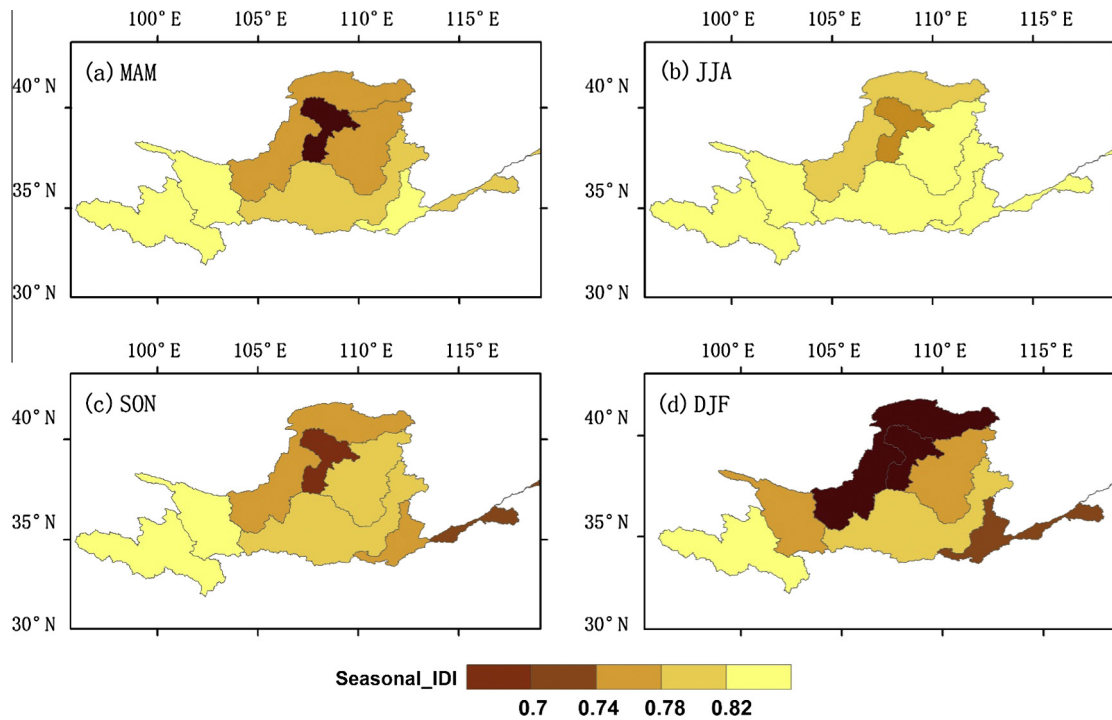 100°E 105°E 110°E 115°E 100°E 105°E 110°E 115°E
(a) MAM (b) JJA
40°N 40°N
35°N 35°N
30°N 30°N
100°E 105°E 110°E 115°E 100°E 105°E 110°E 115°E
(c) SON (d) DJF
40°N 40°N
35°N 35°N
30°N 30°N
Seasonal_IDI
0.7 0.74 0.78 0.82